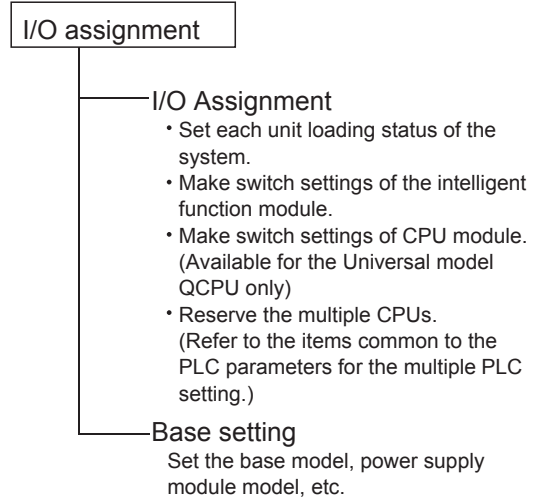 I/O assignment
I/O Assignment
• Set each unit loading status of the
system.
• Make switch settings of the intelligent
function module.
• Make switch settings of CPU module.
(Available for the Universal model
QCPU only)
• Reserve the multiple CPUs.
(Refer to the items common to the
PLC parameters for the multiple PLC
setting.)
Base setting
Set the base model, power supply
module model, etc.